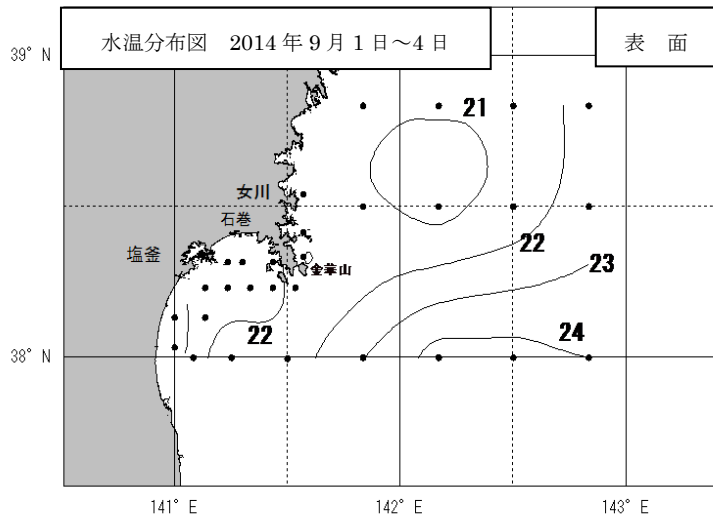 水温分布図 2014年9月1日～4日
表 面
39° N
21
女川
石巻
22
塩釜
金華山
23
22
24
38° N
141° E
142° E
143° E